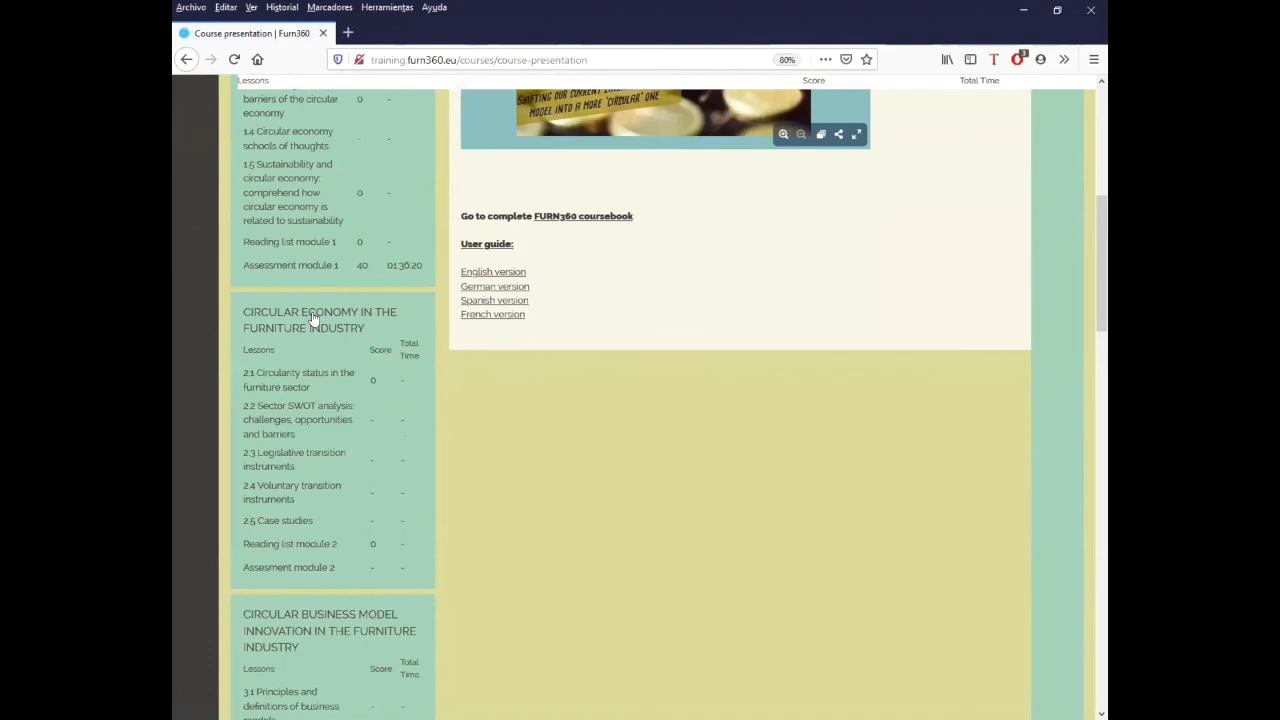 Archivo Editar Ver Historial Marcadores Herramientas Ayuda
Course presentation | Furn360
training.furn360.eu/courses/course-presentation
80%
3
Lessons Score Total Time
barriers of the circular 0 -
economy
1.4 Circular economy
schools of thoughts - -
1.5 Sustainability and
circular economy:
comprehend how 0 -
circular economy is
related to sustainability
Reading list module 1 0 -
Assessment module 1 40 01:36:20
CIRCULAR ECONOMY IN THE
FURNITURE INDUSTRY
Lessons Score Total
Time
2.1 Circularity status in the
furniture sector 0 -
2.2 Sector SWOT analysis:
challenges, opportunities - -
and barriers
2.3 Legislative transition
instruments - -
2.4 Voluntary transition
instruments - -
2.5 Case studies - -
Reading list module 2 0 -
Assesment module 2 - -
CIRCULAR BUSINESS MODEL
INNOVATION IN THE FURNITURE
INDUSTRY
Lessons Score Total
Time
3.1 Principles and
definitions of business - -
SHIFTING OUR CURRENT
MODEL INTO A MORE "CIRCULAR" ONE
Go to complete FURN360 coursebook
User guide:
English version
German version
Spanish version
French version